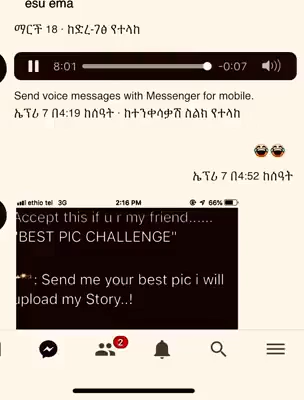 esu ema
ማርች 18 · ከድረ-ገፅ የተላከ
8:01
-0:07
Send voice messages with Messenger for mobile.
ኤፕሪ 7 በ4:19 ከሰዓት · ከተንቀሳቃሽ ስልክ የተላከ
ኤፕሪ 7 በ4:52 ከሰዓት
ethio tel 3G 2:16 PM 66%
Accept this if u r my friend......
"BEST PIC CHALLENGE"
: Send me your best pic i will
upload my Story..!
2